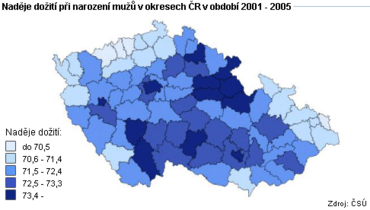 Naděje dožití při narození mužů v okresech ČR v období 2001 - 2005
Naděje dožití:
do 70,5
70,6 - 71,4
71,5 - 72,4
72,5 - 73,3
73,4 -
Zdroj: ČSÚ